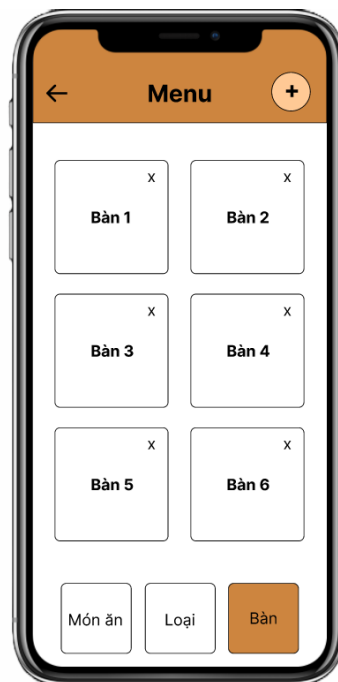 ←
Menu
+
x
x
Bàn 1
Bàn 2
x
x
Bàn 3
Bàn 4
x
x
Bàn 5
Bàn 6
Món ăn
Loại
Bàn